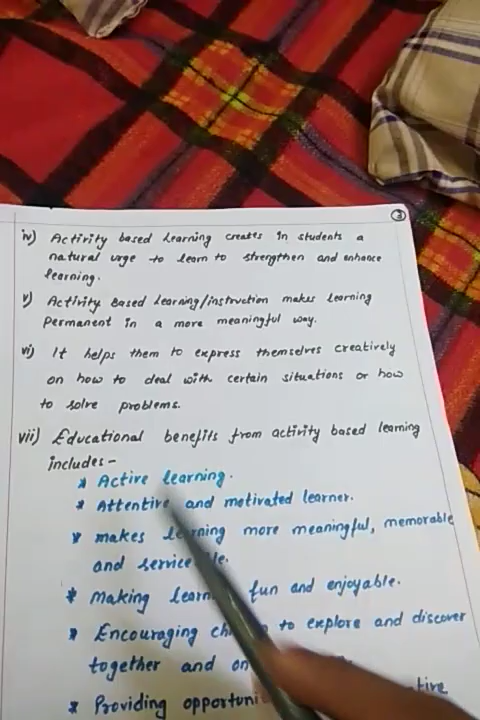 3
iv) Activity based Learning creates in students a
natural urge to learn to strengthen and enhance
learning.
v) Activity Based Learning/instruction makes learning
permanent in a more meaningful way.
vi) It helps them to express themselves creatively
on how to deal with certain situations or how
to solve problems.
vii) Educational benefits from activity based learning
includes-
* Active learning.
* Attentive and motivated learner.
* makes learning more meaningful, memorable
and
* Making fun and enjoyable.
* Encouraging to explore and discover
together and
* Providing